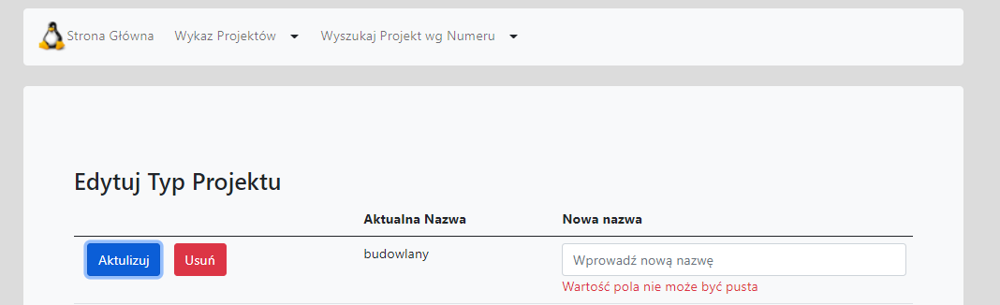 Strona Główna Wykaz Projektów Wyszukaj Projekt wg Numeru
Edytuj Typ Projektu
Aktualna Nazwa Nowa nazwa
Aktulizuj Usuń budowlany Wprowadź nową nazwę
Wartość pola nie może być pusta